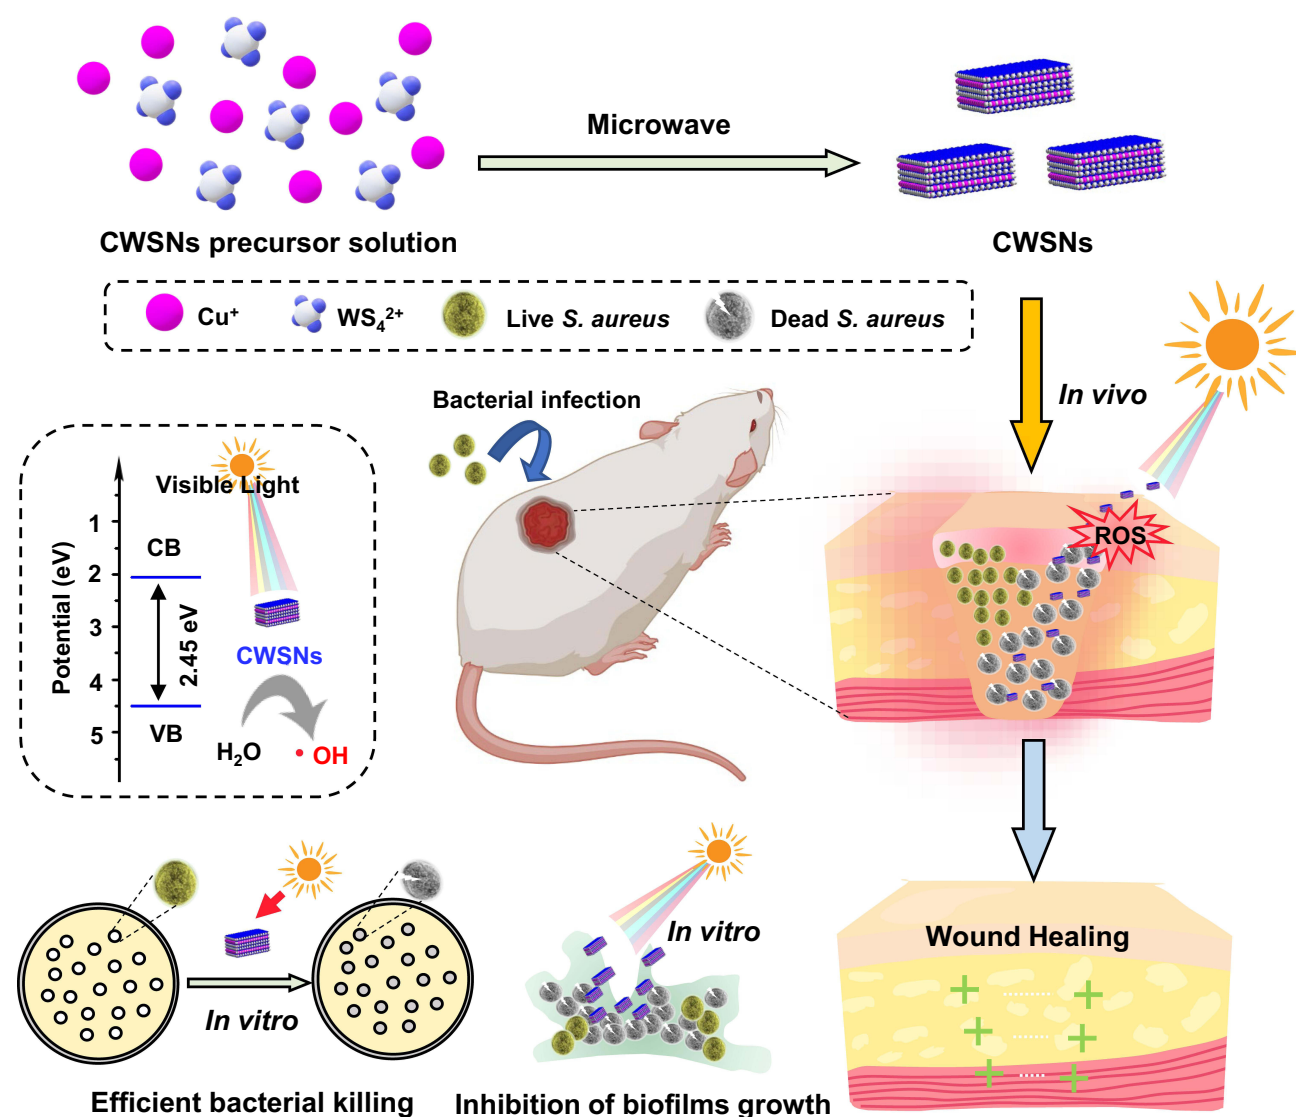 Microwave
CWSNs precursor solution
CWSNs
Cu⁺
WS₄²⁺
Live S. aureus
Dead S. aureus
In vivo
Bacterial infection
Visible Light
Potential (eV)
1
2
3
4
5
CB
2.45 eV
VB
CWSNs
H₂O
• OH
ROS
In vitro
Efficient bacterial killing
In vitro
Inhibition of biofilms growth
Wound Healing